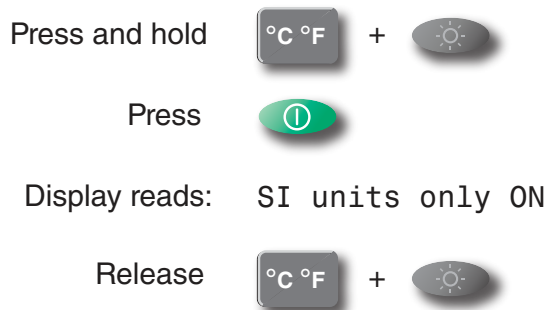 Press and hold °C °F +
Press
Display reads: SI units only ON
Release °C °F +